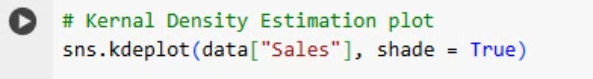 # Kernal Density Estimation plot
sns.kdeplot(data["Sales"], shade = True)